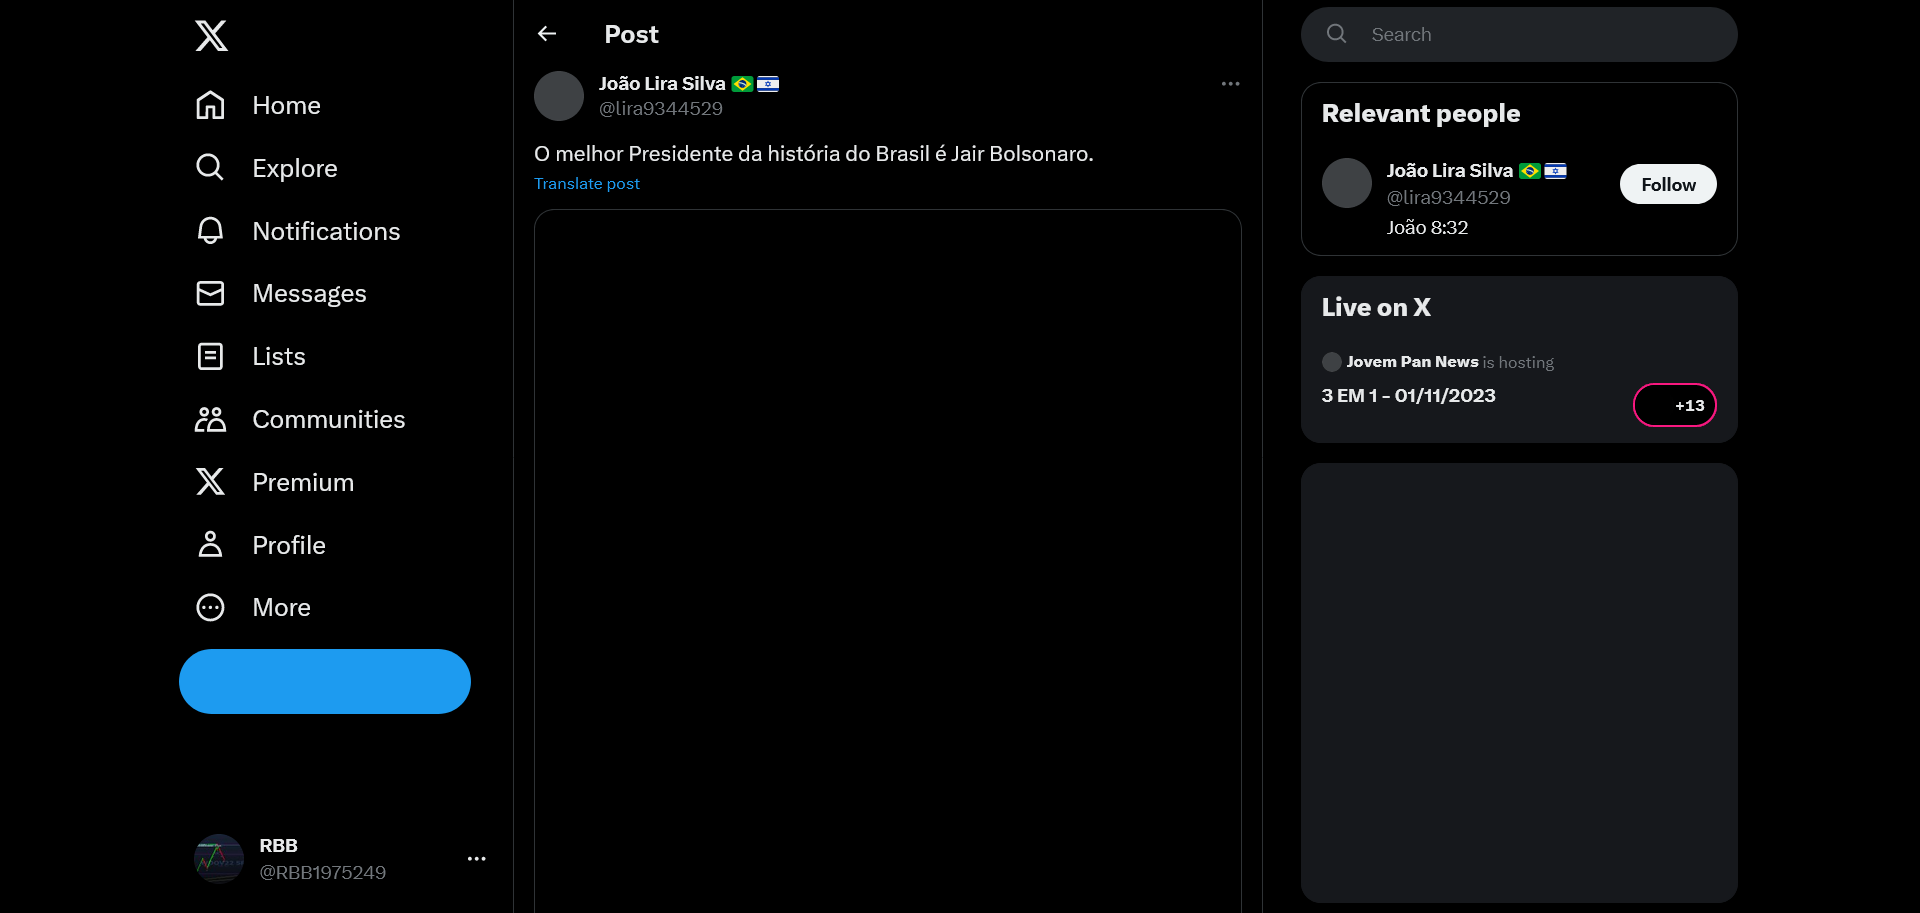 Home
Explore
Notifications
Messages
Lists
Communities
Premium
Profile
More
RBB
@RBB1975249
Post
João Lira Silva
@lira9344529
O melhor Presidente da história do Brasil é Jair Bolsonaro.
Translate post
Search
Relevant people
João Lira Silva
@lira9344529
João 8:32
Follow
Live on X
Jovem Pan News is hosting
3 EM 1 - 01/11/2023
+13